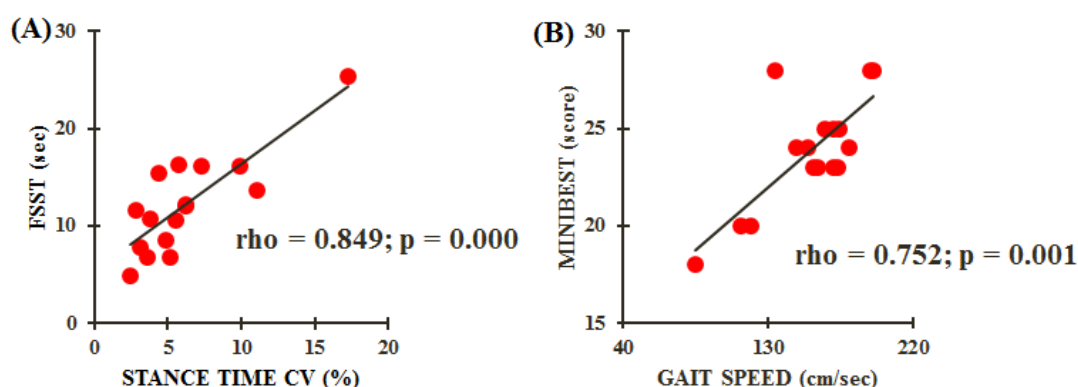 (A)
30
20
10
0
FSST (sec)
rho = 0.849; p = 0.000
0 5 10 15 20
STANCE TIME CV (%)
(B)
30
25
20
15
MINIBEST (score)
rho = 0.752; p = 0.001
40 130 220
GAIT SPEED (cm/sec)